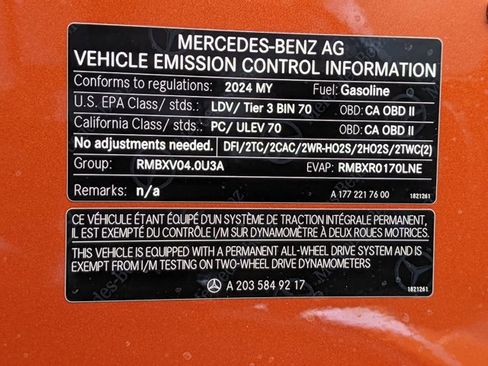 MERCEDES-BENZ AG
VEHICLE EMISSION CONTROL INFORMATION
Conforms to regulations: 2024 MY Fuel: Gasoline
U.S. EPA Class/ stds.: LDV/ Tier 3 BIN 70 OBD: CA OBD II
California Class/ stds.: PC/ ULEV 70 OBD: CA OBD II
No adjustments needed. DFI/2TC/2CAC/2WR-HO2S/2HO2S/2TWC(2)
Group: RMBXV04.0U3A EVAP: RMBXR0170LNE
Remarks: n/a A 177 221 76 00 1821261
CE VÉHICULE ÉTANT ÉQUIPÉ D'UN SYSTÈME DE TRACTION INTÉGRALE PERMANENT,
IL EST EXEMPTÉ DU CONTRÔLE I/M SUR DYNAMOMÈTRE À DEUX ROUES MOTRICES.
THIS VEHICLE IS EQUIPPED WITH A PERMANENT ALL-WHEEL DRIVE SYSTEM AND IS
EXEMPT FROM I/M TESTING ON TWO-WHEEL DRIVE DYNAMOMETERS
A 203 584 92 17 1821261